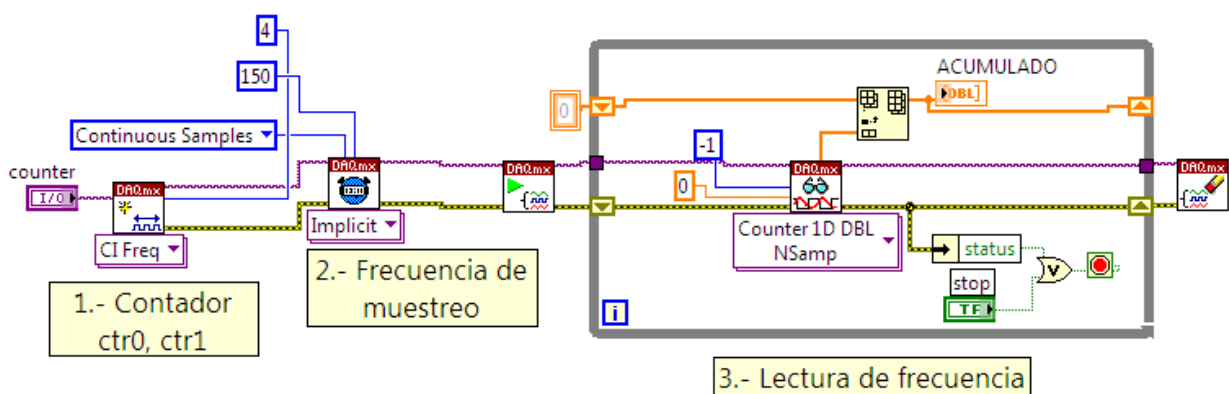 4
150
Continuous Samples
counter
I/O
DAQmx
CI Freq
1.- Contador
ctr0, ctr1
DAQmx
Implicit
2.- Frecuencia de
muestreo
DAQmx
0
-1
0
DAQmx
Counter 1D DBL
NSamp
ACUMULADO
DBL
status
stop
TF
V
i
3.- Lectura de frecuencia
DAQmx